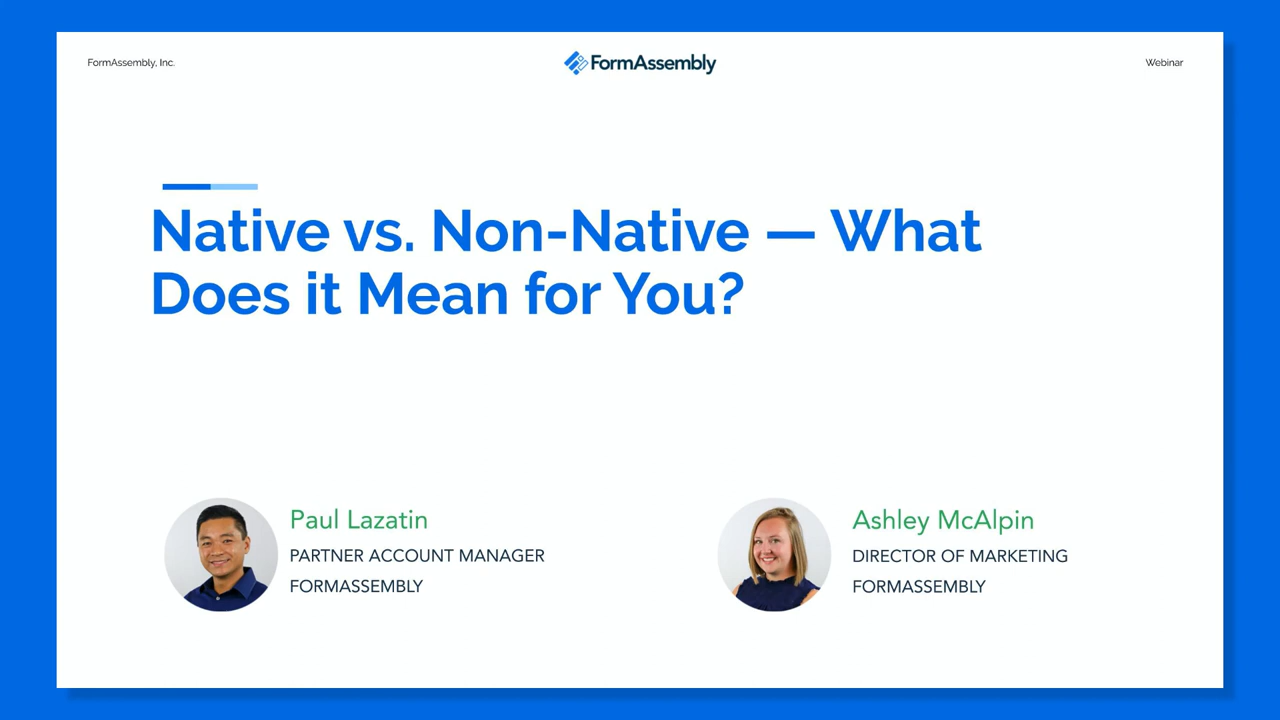 FormAssembly, Inc.
FormAssembly
Webinar
Native vs. Non-Native — What
Does it Mean for You?
Paul Lazatin
PARTNER ACCOUNT MANAGER
FORMASSEMBLY
Ashley McAlpin
DIRECTOR OF MARKETING
FORMASSEMBLY